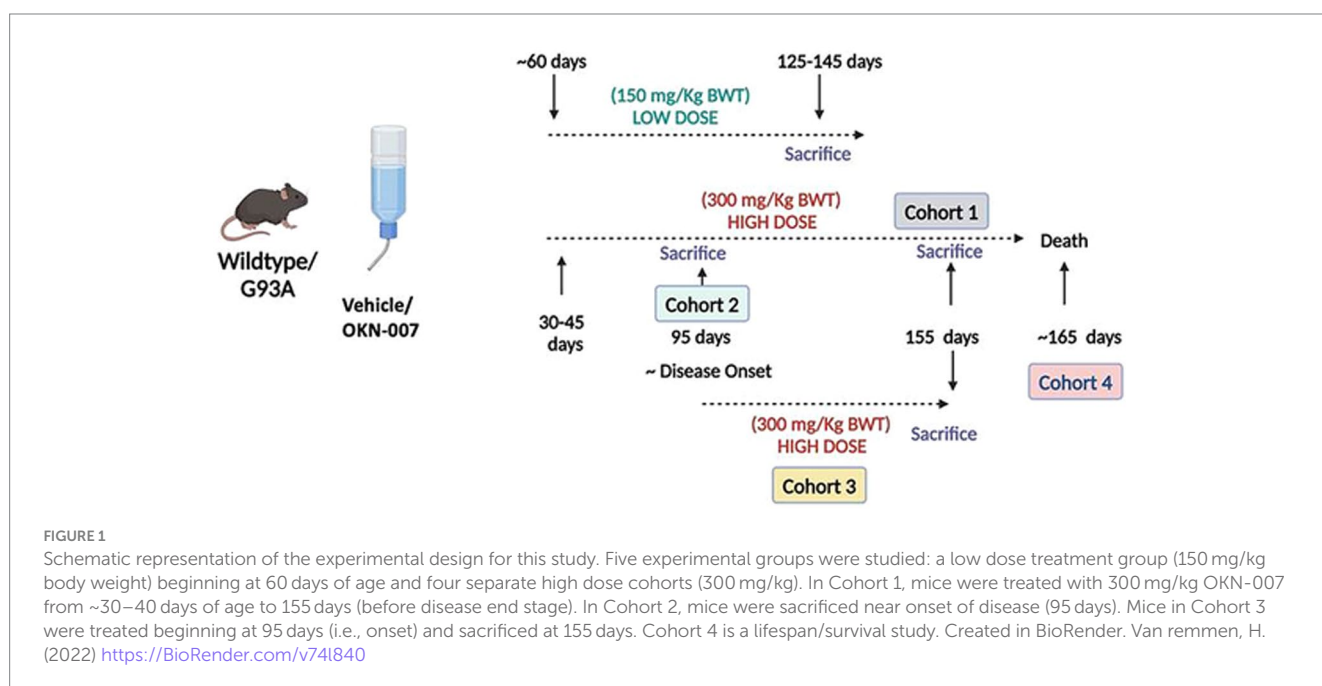 ~60 days
125-145 days
(150 mg/Kg BWT)
LOW DOSE
Sacrifice
(300 mg/Kg BWT)
HIGH DOSE
Cohort 1
Sacrifice
Sacrifice
Death
Wildtype/
G93A
Vehicle/
OKN-007
Cohort 2
30-45
days
95 days
155 days
~165 days
~ Disease Onset
Cohort 4
(300 mg/Kg BWT)
HIGH DOSE
Sacrifice
Cohort 3
FIGURE 1
Schematic representation of the experimental design for this study. Five experimental groups were studied: a low dose treatment group (150 mg/kg
body weight) beginning at 60 days of age and four separate high dose cohorts (300 mg/kg). In Cohort 1, mice were treated with 300 mg/kg OKN-007
from ~30–40 days of age to 155 days (before disease end stage). In Cohort 2, mice were sacrificed near onset of disease (95 days). Mice in Cohort 3
were treated beginning at 95 days (i.e., onset) and sacrificed at 155 days. Cohort 4 is a lifespan/survival study. Created in BioRender. Van remmen, H.
(2022) https://BioRender.com/v74l840